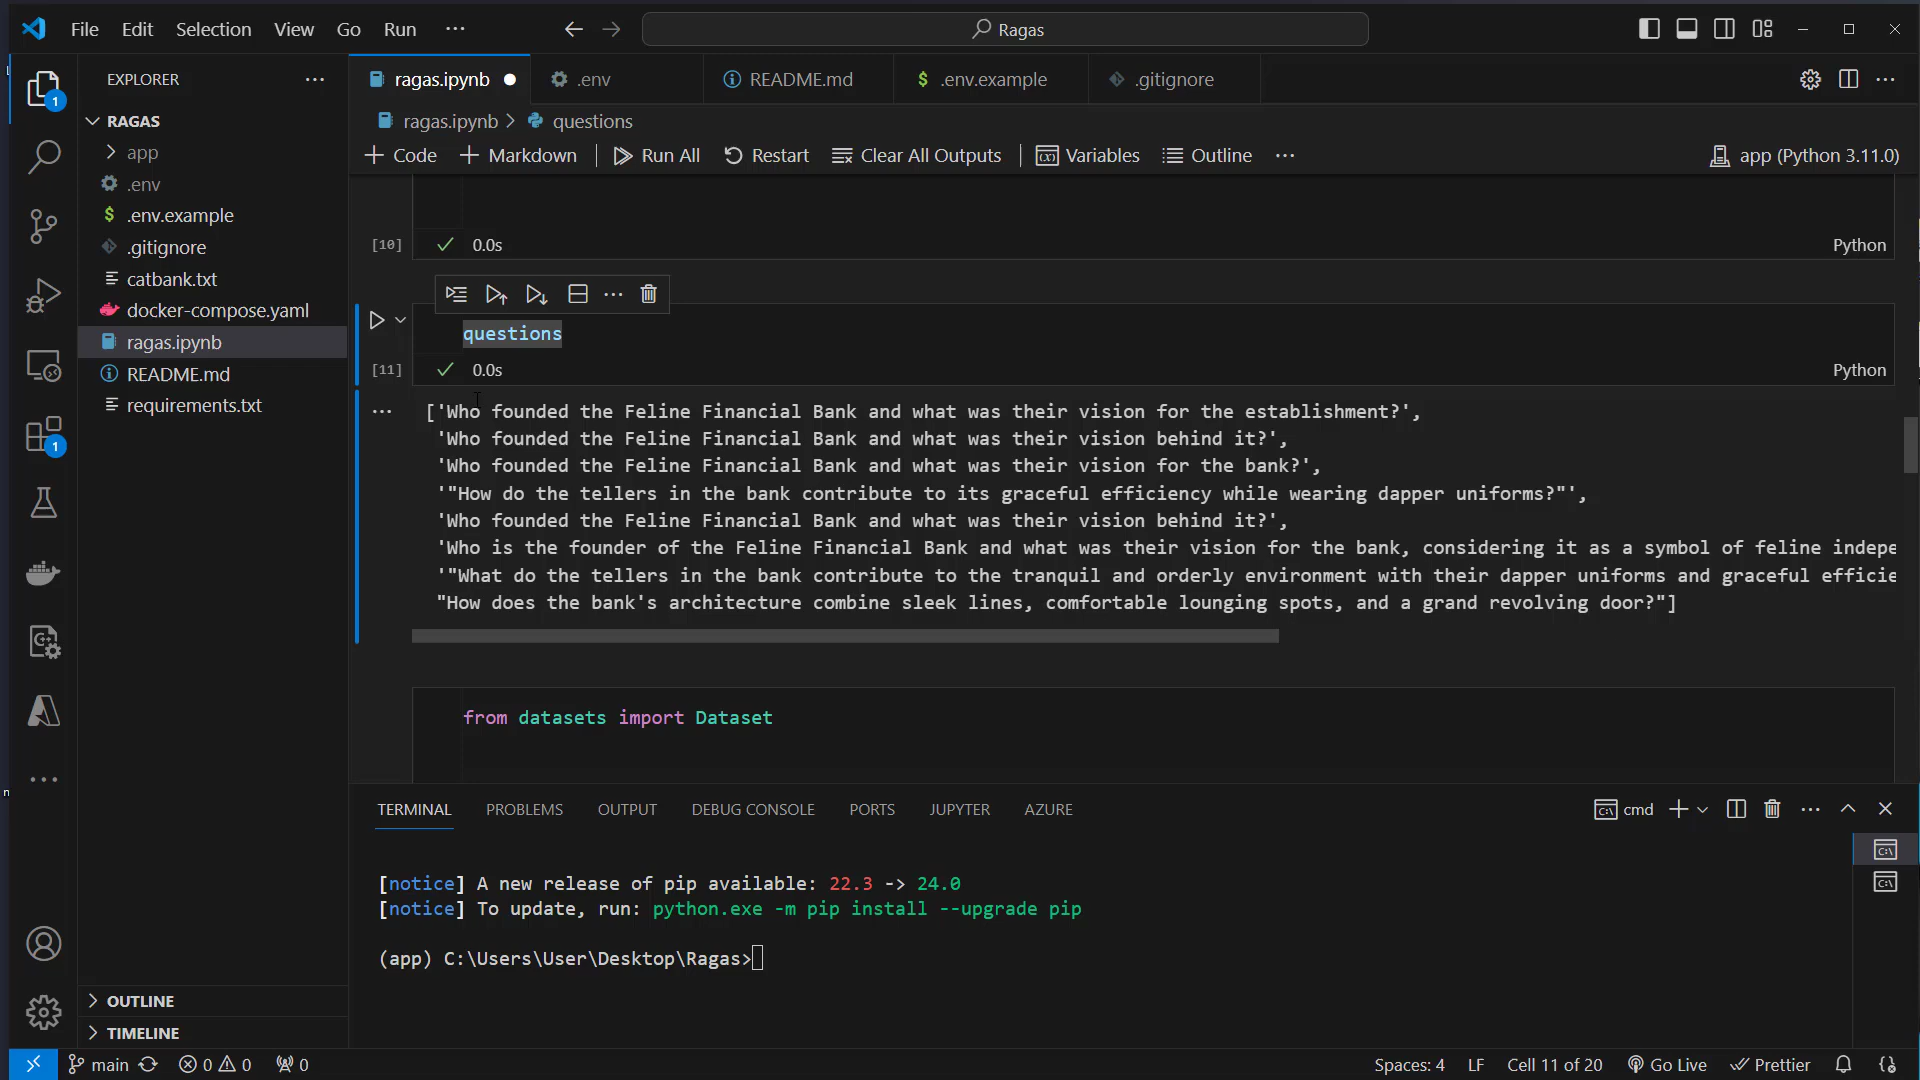 File Edit Selection View Go Run ··· Ragas
EXPLORER ···
ragas.ipynb .env README.md $ .env.example .gitignore ···
1
RAGAS
ragas.ipynb > questions
app
+ Code + Markdown Run All Restart Clear All Outputs Variables Outline ··· app (Python 3.11.0)
.env
$ .env.example
.gitignore
catbank.txt
docker-compose.yaml
ragas.ipynb
README.md
requirements.txt
1
[10] 0.0s Python
questions
[11] 0.0s Python
['Who founded the Feline Financial Bank and what was their vision for the establishment?',
'Who founded the Feline Financial Bank and what was their vision behind it?',
'Who founded the Feline Financial Bank and what was their vision for the bank?',
'"How do the tellers in the bank contribute to its graceful efficiency while wearing dapper uniforms?"',
'Who founded the Feline Financial Bank and what was their vision behind it?',
'Who is the founder of the Feline Financial Bank and what was their vision for the bank, considering it as a symbol of feline indepe
'"What do the tellers in the bank contribute to the tranquil and orderly environment with their dapper uniforms and graceful efficie
"How does the bank's architecture combine sleek lines, comfortable lounging spots, and a grand revolving door?"]
from datasets import Dataset
TERMINAL PROBLEMS OUTPUT DEBUG CONSOLE PORTS JUPYTER AZURE cmd
[notice] A new release of pip available: 22.3 -> 24.0
[notice] To update, run: python.exe -m pip install --upgrade pip
(app) C:\Users\User\Desktop\Ragas>
OUTLINE
TIMELINE
main 0 0 0 Spaces: 4 LF Cell 11 of 20 Go Live Prettier